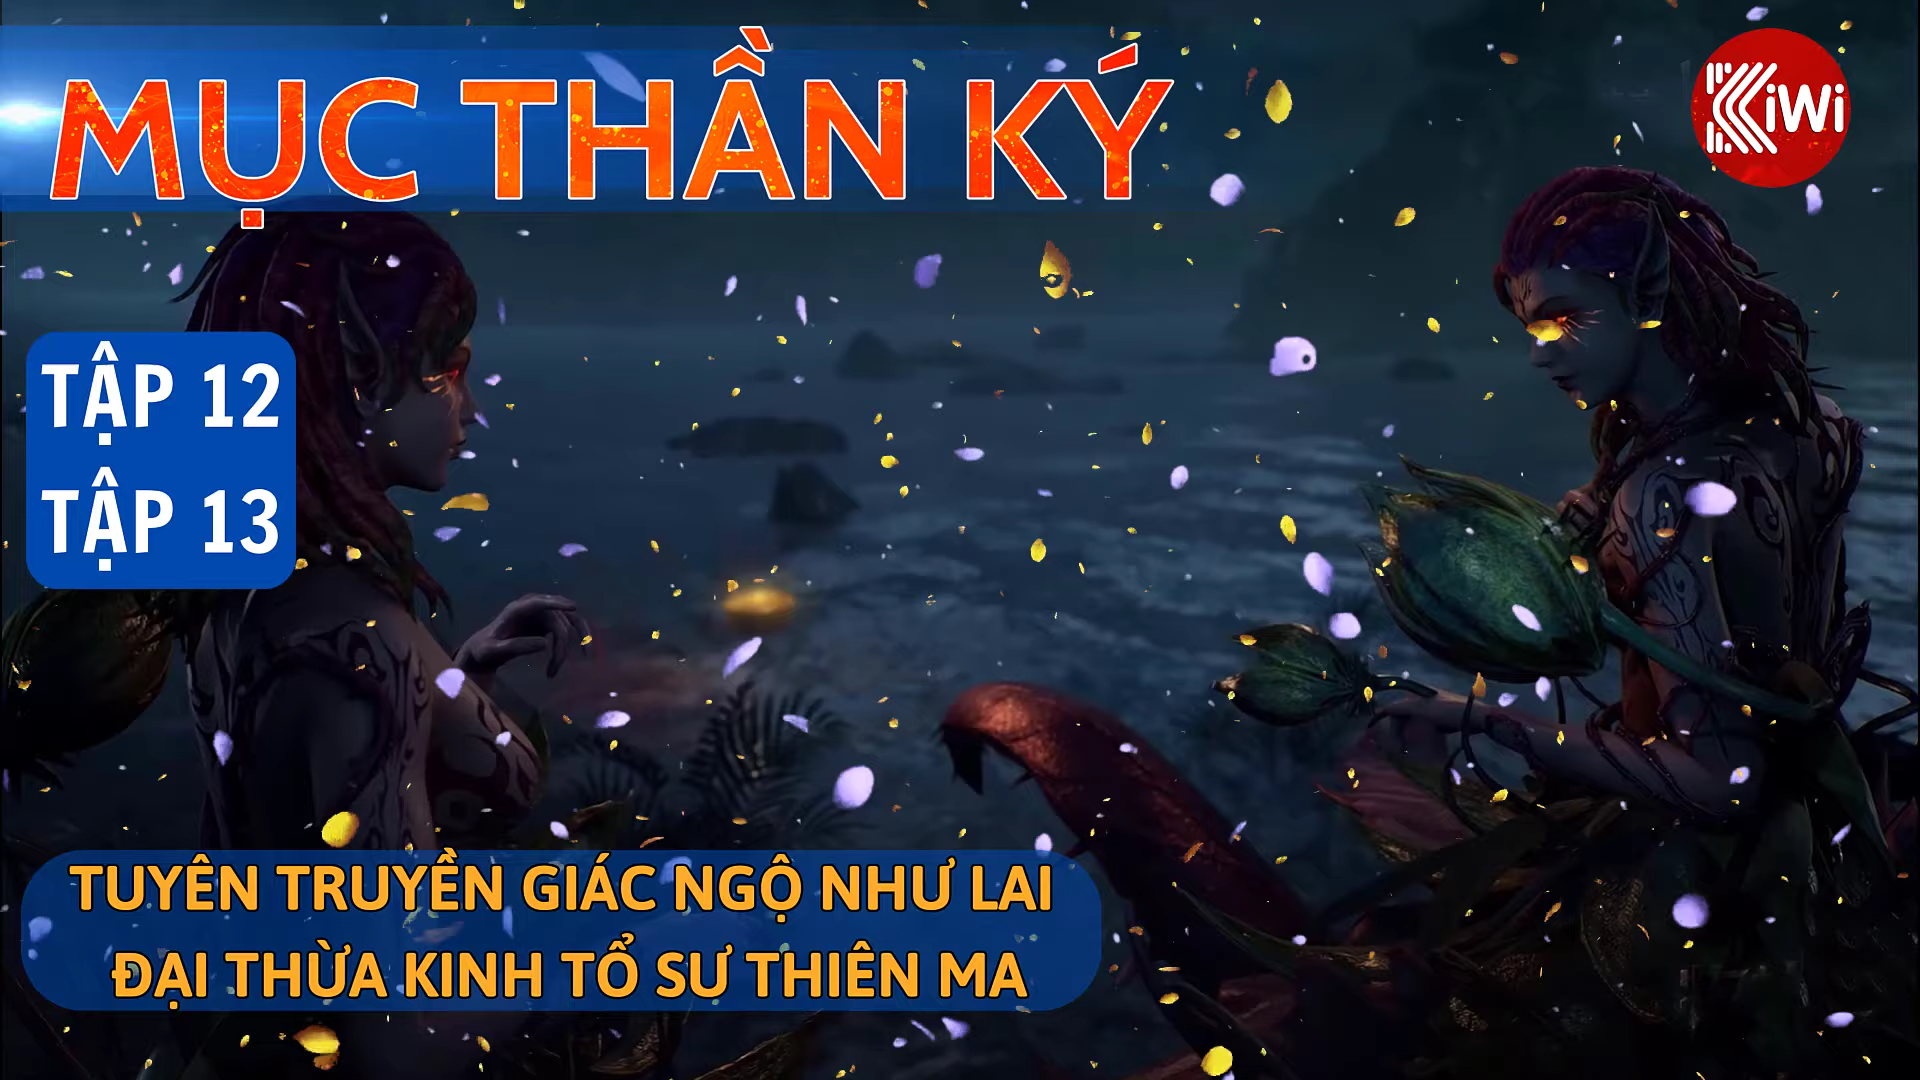 MỤC THẦN KÝ
KiWi
TẬP 12
TẬP 13
TUYÊN TRUYỀN GIÁC NGỘ NHƯ LAI
ĐẠI THỪA KINH TỔ SƯ THIÊN MA